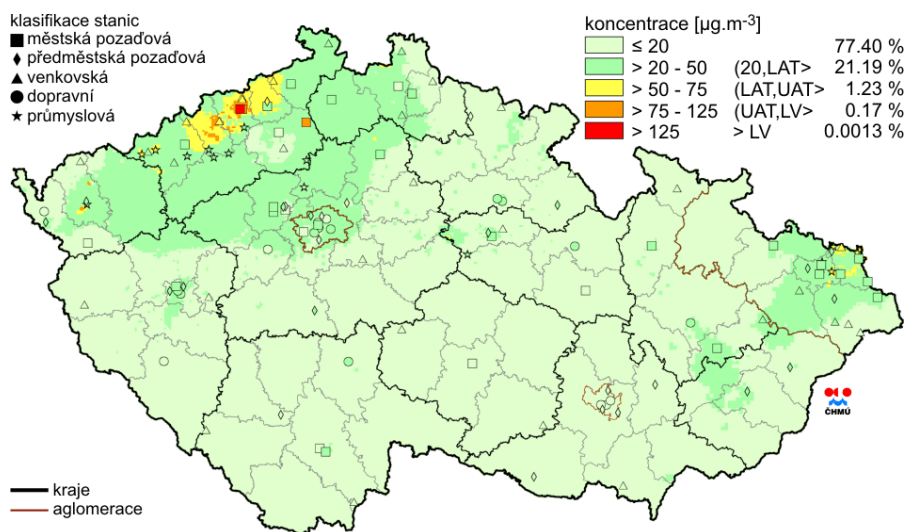 klasifikace stanic
městská pozaďová
předměstská pozaďová
venkovská
dopravní
průmyslová
koncentrace [µg.m-3]
≤ 20 77.40 %
> 20 - 50 (20,LAT> 21.19 %
> 50 - 75 (LAT,UAT> 1.23 %
> 75 - 125 (UAT,LV> 0.17 %
> 125 > LV 0.0013 %
ČHMÚ
kraje
aglomerace